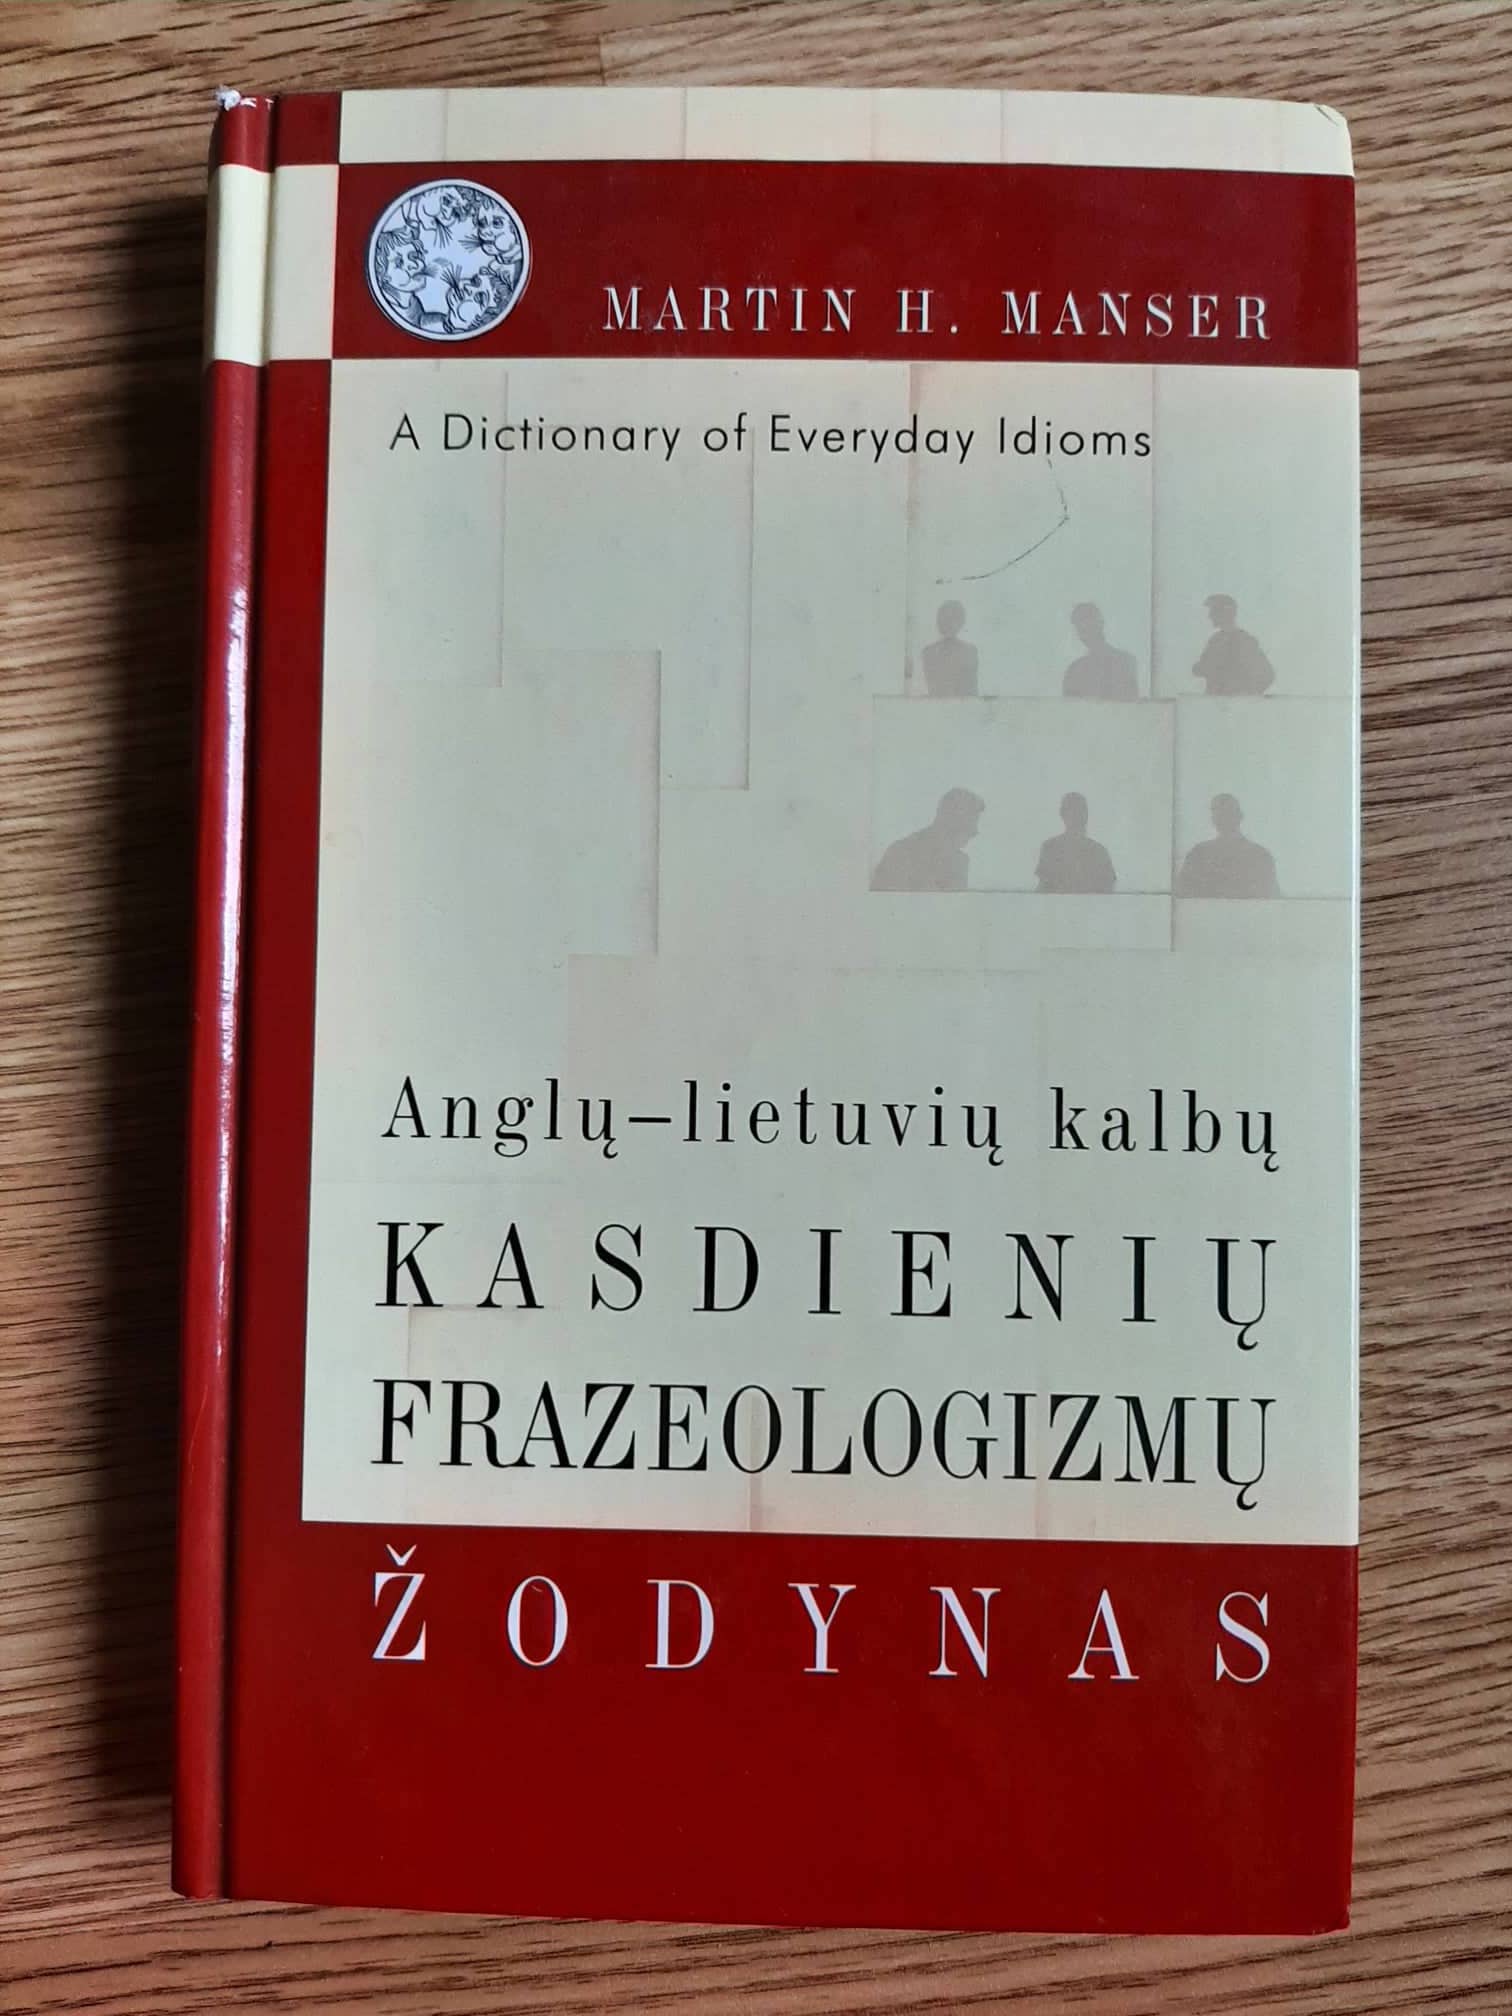 MARTIN H. MANSER
A Dictionary of Everyday Idioms
Anglų–lietuvių kalbų
KASDIENIŲ
FRAZEOLOGIZMŲ
ŽODYNAS